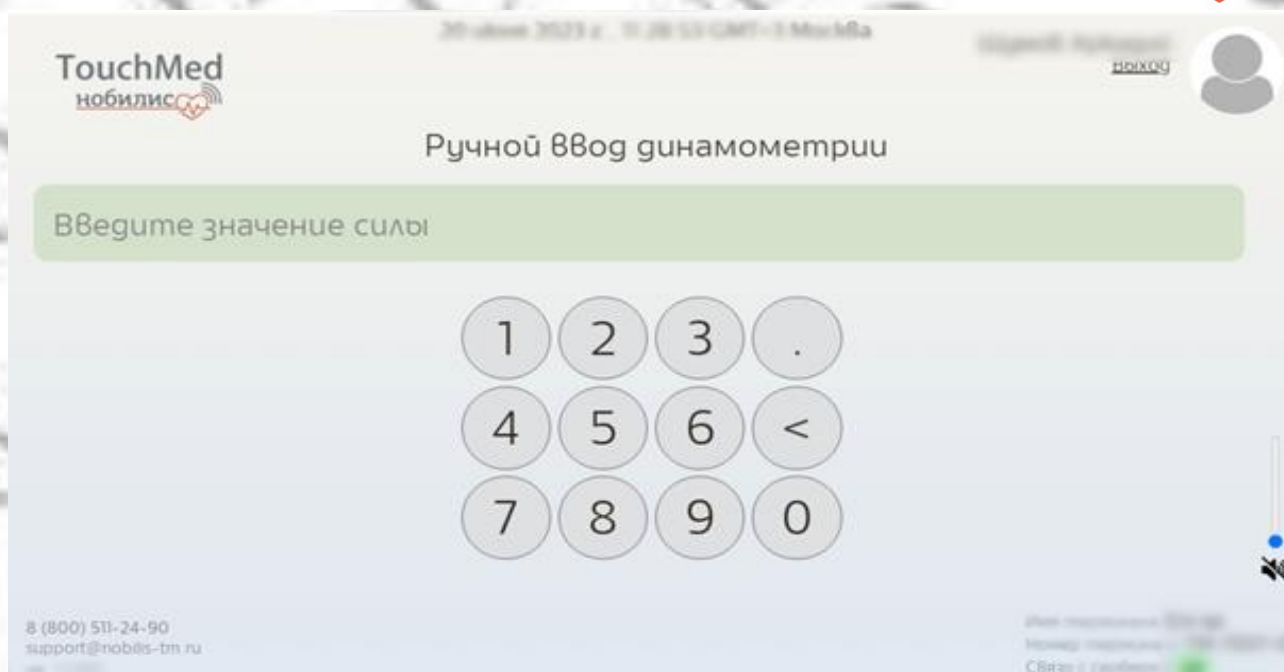 TouchMed
нобилис
выход
Ручной ввод динамометрии
Введите значение силы
1 2 3 .
4 5 6 <
7 8 9 0
8 (800) 511-24-90
support@nobilis-tm.ru